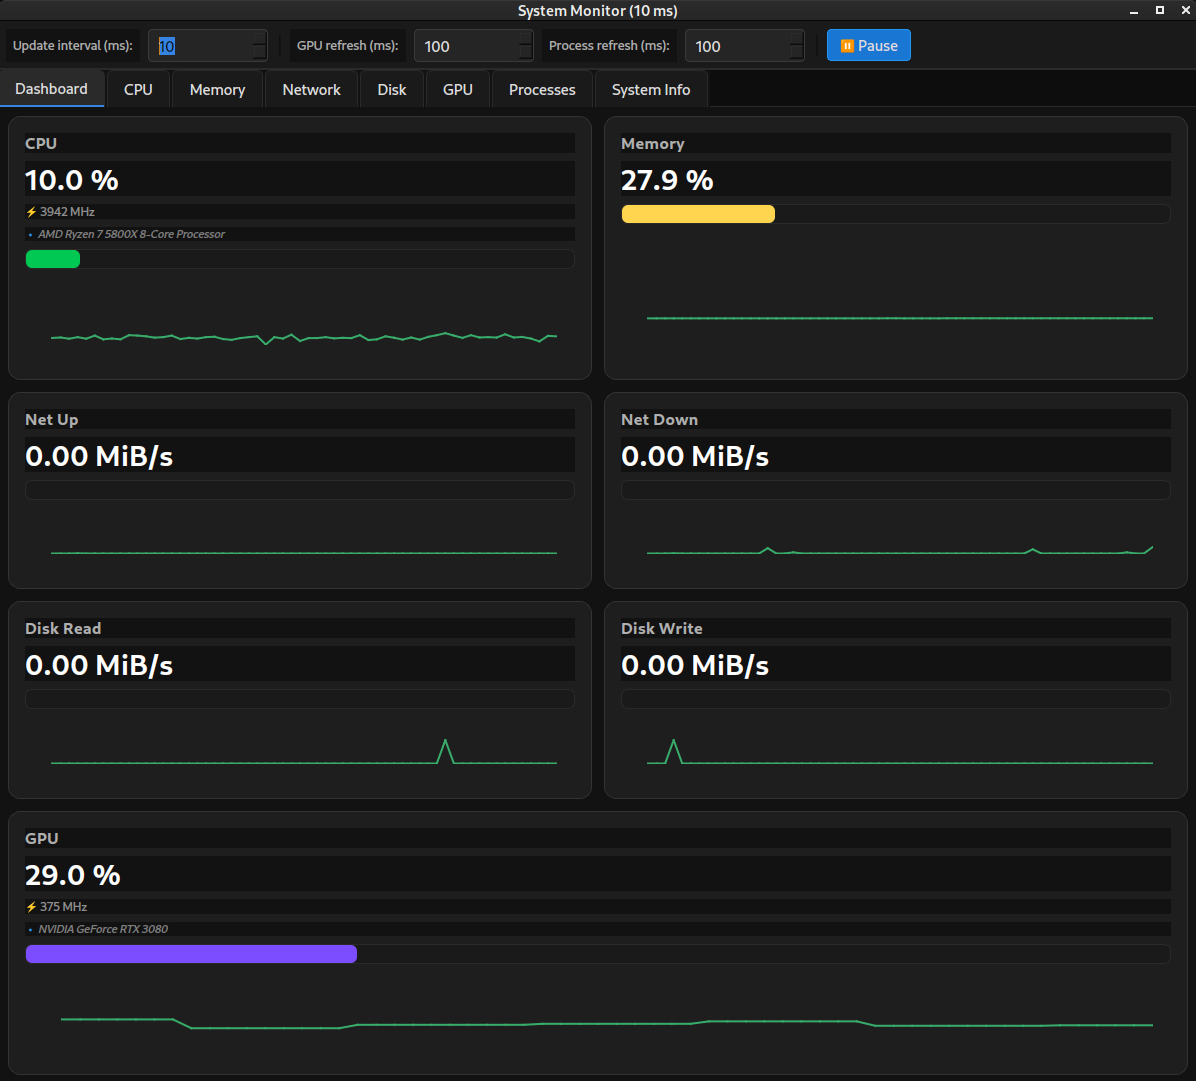 System Monitor (10 ms)
Update interval (ms): 10 GPU refresh (ms): 100 Process refresh (ms): 100 Pause
Dashboard CPU Memory Network Disk GPU Processes System Info
CPU
10.0 %
⚡ 3942 MHz
🔹 AMD Ryzen 7 5800X 8-Core Processor
Memory
27.9 %
Net Up
0.00 MiB/s
Net Down
0.00 MiB/s
Disk Read
0.00 MiB/s
Disk Write
0.00 MiB/s
GPU
29.0 %
⚡ 375 MHz
🔹 NVIDIA GeForce RTX 3080